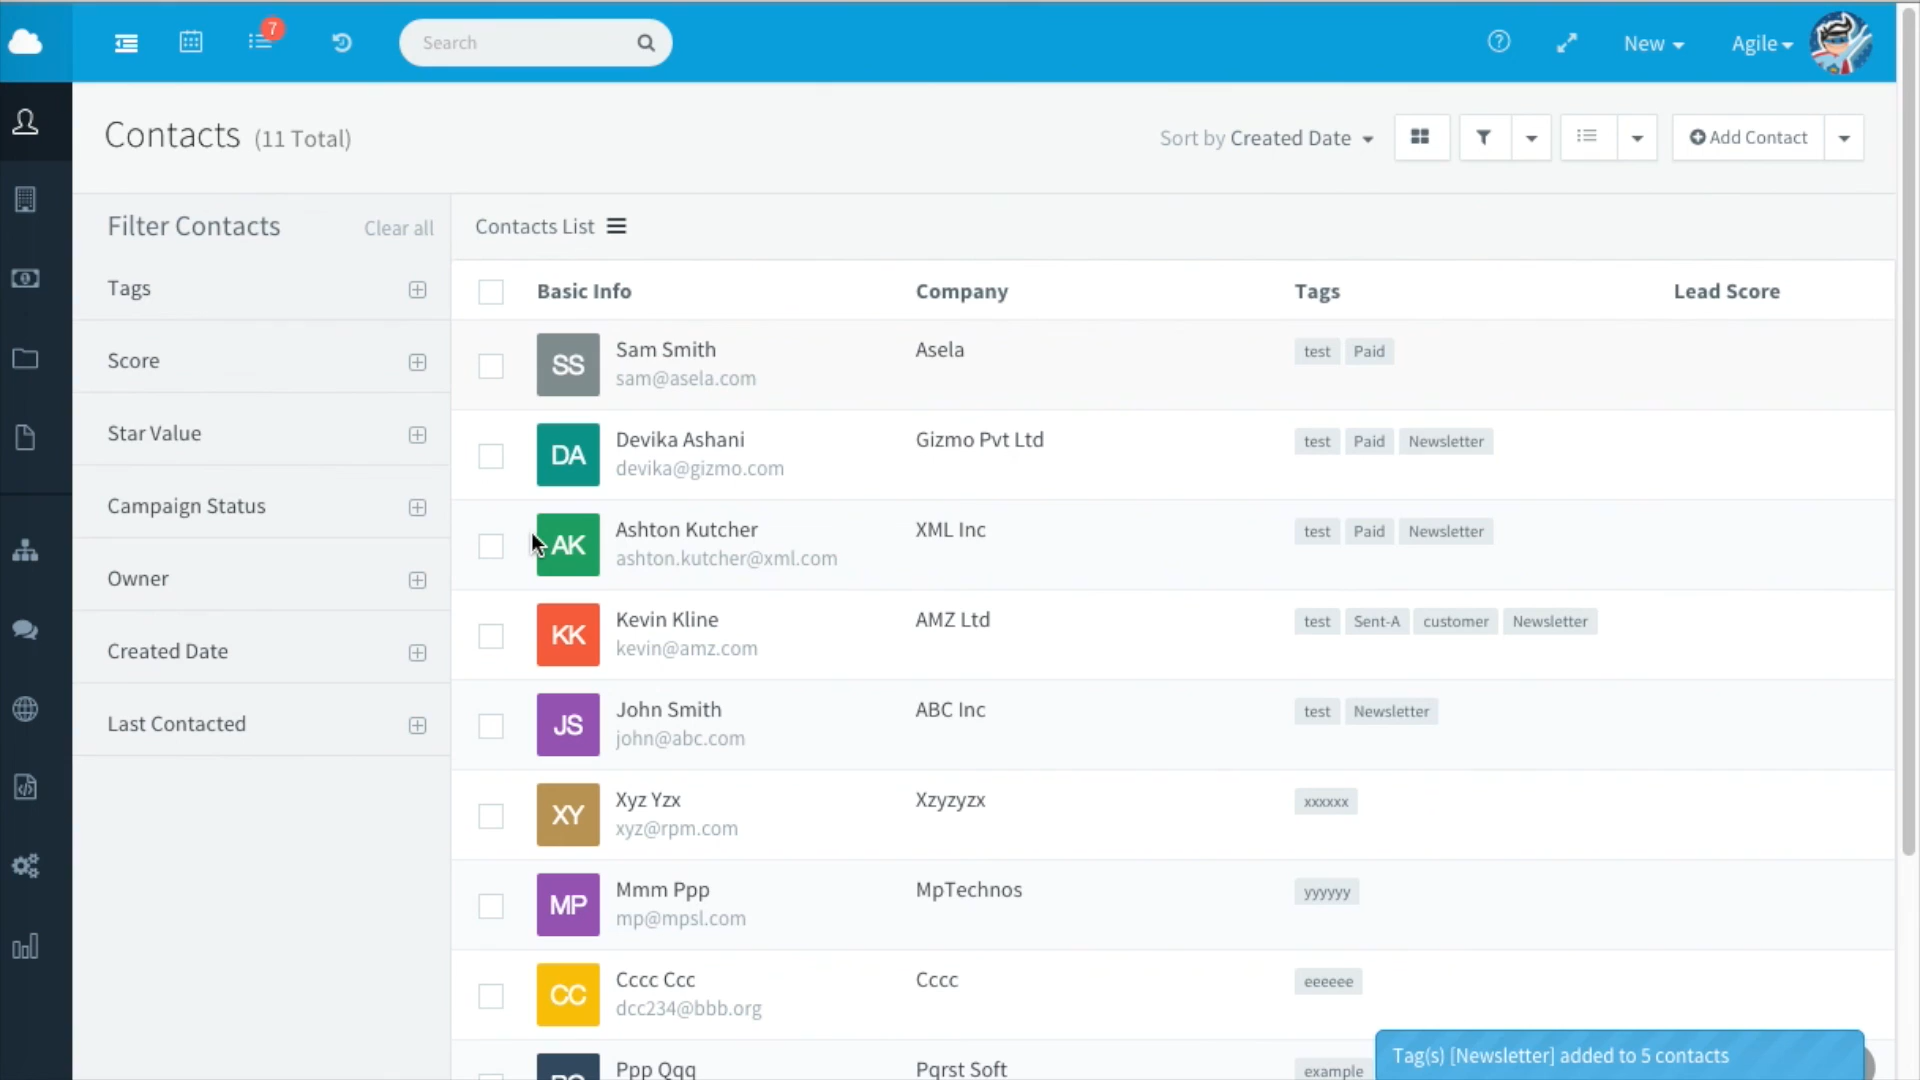 7
Search
New
Agile
Contacts (11 Total)
Sort by Created Date
Add Contact
Filter Contacts
Clear all
Tags
Score
Star Value
Campaign Status
Owner
Created Date
Last Contacted
Contacts List
Basic Info Company Tags Lead Score
SS Sam Smith Asela test Paid
sam@asela.com
DA Devika Ashani Gizmo Pvt Ltd test Paid Newsletter
devika@gizmo.com
AK Ashton Kutcher XML Inc test Paid Newsletter
ashton.kutcher@xml.com
KK Kevin Kline AMZ Ltd test Sent-A customer Newsletter
kevin@amz.com
JS John Smith ABC Inc test Newsletter
john@abc.com
XY Xyz Yzx Xzyzyzx xxxxxx
xyz@rpm.com
MP Mmm Ppp MpTechnos yyyyyy
mp@mpsl.com
CC Cccc Ccc Cccc eeeeee
dcc234@bbb.org
Ppp Qqq Pqrst Soft example
Tag(s) [Newsletter] added to 5 contacts